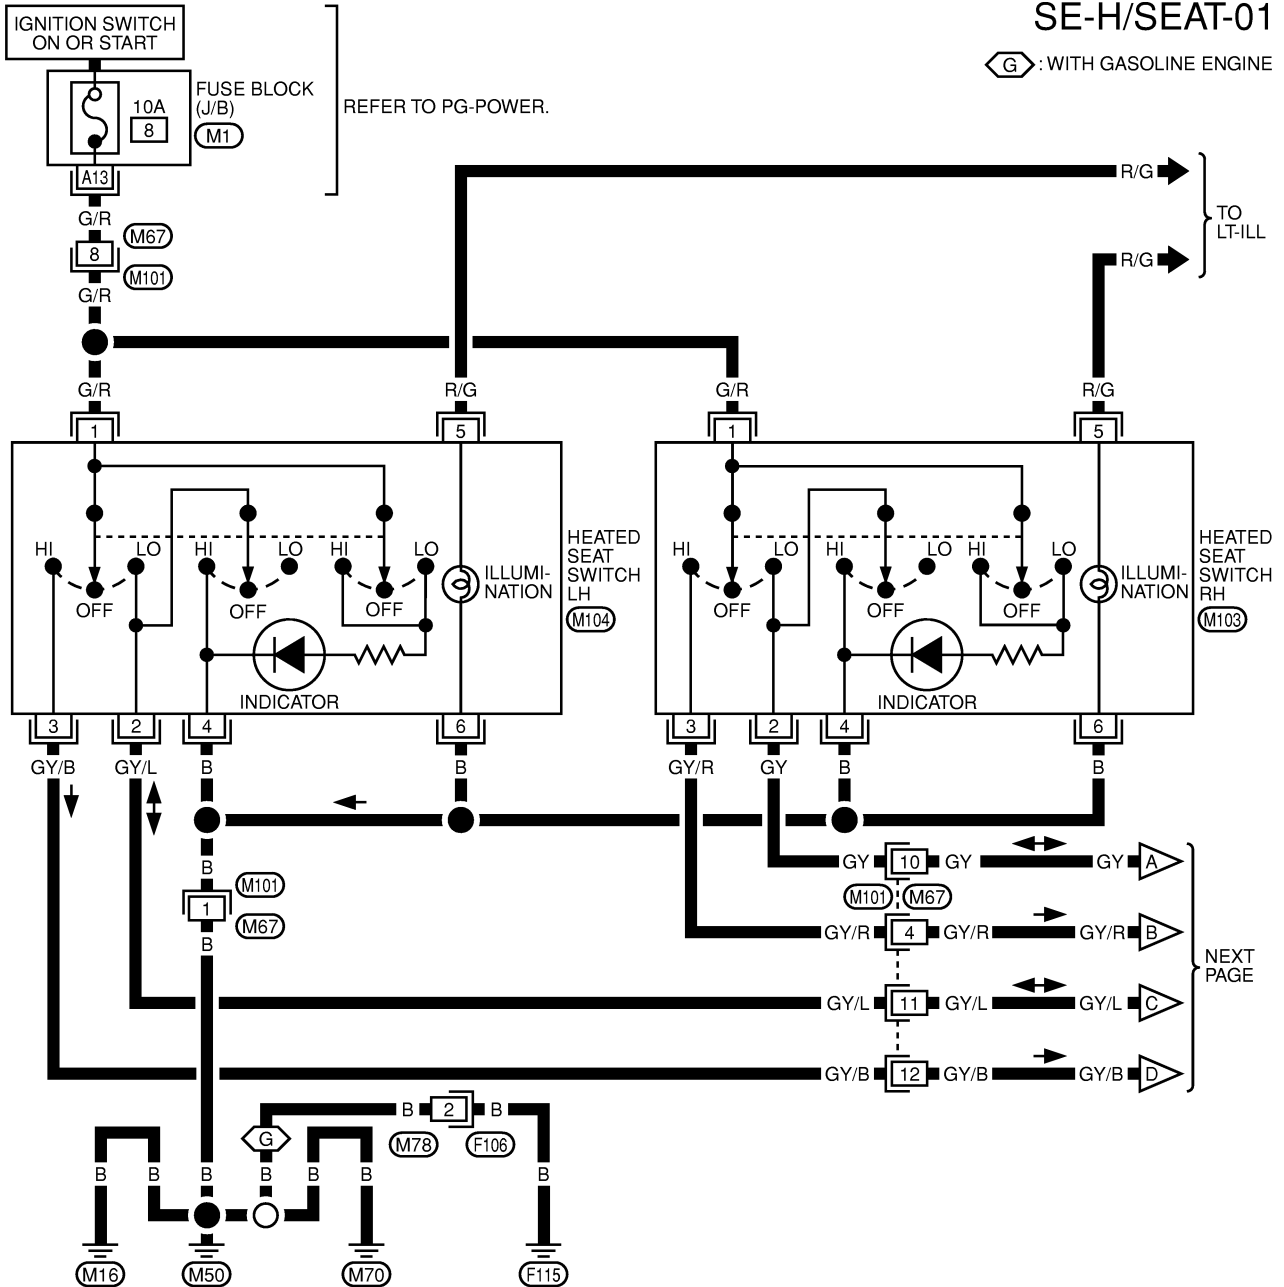 SE-H/SEAT-01
IGNITION SWITCH
ON OR START
G : WITH GASOLINE ENGINE
FUSE BLOCK
(J/B)
10A
8
M1
REFER TO PG-POWER.
A13
R/G
G/R
TO
LT-ILL
M67
8
R/G
M101
G/R
G/R
R/G
G/R
R/G
1
5
1
5
HI
LO
HI
LO
HI
LO
OFF
OFF
OFF
ILLUMI-
NATION
HEATED
SEAT
SWITCH
LH
M104
INDICATOR
HI
LO
HI
LO
HI
LO
OFF
OFF
OFF
ILLUMI-
NATION
HEATED
SEAT
SWITCH
RH
M103
INDICATOR
3
2
4
6
3
2
4
6
GY/B
GY/L
B
B
GY/R
GY
B
B
B
GY
10
GY
GY
A
M101
M67
M101
1
M67
B
GY/R
4
GY/R
GY/R
B
NEXT
PAGE
GY/L
11
GY/L
GY/L
C
GY/B
12
GY/B
GY/B
D
B
2
B
G
M78
F106
B
B
B
B
B
B
B
M16
M50
M70
F115